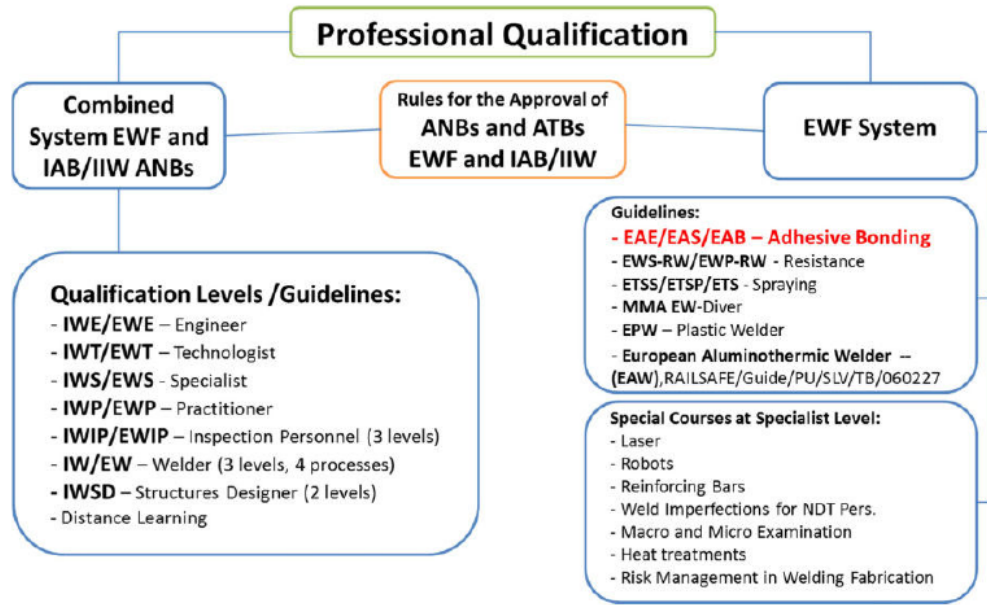 Professional Qualification
Combined
System EWF and
IAB/IIW ANBs
Rules for the Approval of
ANBs and ATBs
EWF and IAB/IIW
EWF System
Qualification Levels /Guidelines:
- IWE/EWE – Engineer
- IWT/EWT – Technologist
- IWS/EWS - Specialist
- IWP/EWP – Practitioner
- IWIP/EWIP – Inspection Personnel (3 levels)
- IW/EW – Welder (3 levels, 4 processes)
- IWSD – Structures Designer (2 levels)
- Distance Learning
Guidelines:
- EAE/EAS/EAB – Adhesive Bonding
- EWS-RW/EWP-RW - Resistance
- ETSS/ETSP/ETS - Spraying
- MMA EW-Diver
- EPW – Plastic Welder
- European Aluminothermic Welder --
(EAW),RAILSAFE/Guide/PU/SLV/TB/060227
Special Courses at Specialist Level:
- Laser
- Robots
- Reinforcing Bars
- Weld Imperfections for NDT Pers.
- Macro and Micro Examination
- Heat treatments
- Risk Management in Welding Fabrication